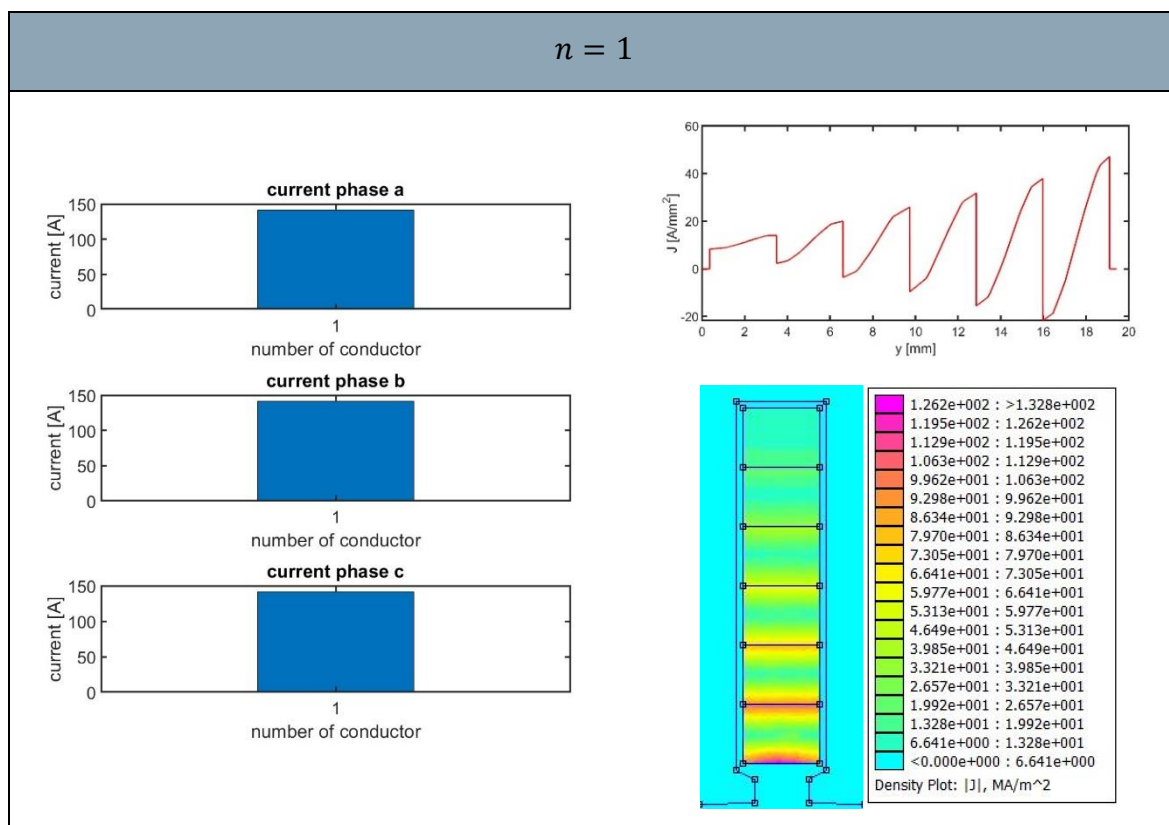 n = 1
current phase a
current [A]
150
100
50
0
1
number of conductor
current phase b
current [A]
150
100
50
0
1
number of conductor
current phase c
current [A]
150
100
50
0
1
number of conductor
J [A/mm²]
60
40
20
0
-20
0 2 4 6 8 10 12 14 16 18 20
y [mm]
1.262e+002 : >1.328e+002
1.195e+002 : 1.262e+002
1.129e+002 : 1.195e+002
1.063e+002 : 1.129e+002
9.962e+001 : 1.063e+002
9.298e+001 : 9.962e+001
8.634e+001 : 9.298e+001
7.970e+001 : 8.634e+001
7.305e+001 : 7.970e+001
6.641e+001 : 7.305e+001
5.977e+001 : 6.641e+001
5.313e+001 : 5.977e+001
4.649e+001 : 5.313e+001
3.985e+001 : 4.649e+001
3.321e+001 : 3.985e+001
2.657e+001 : 3.321e+001
1.992e+001 : 2.657e+001
1.328e+001 : 1.992e+001
6.641e+000 : 1.328e+001
<0.000e+000 : 6.641e+000
Density Plot: |J|, MA/m^2